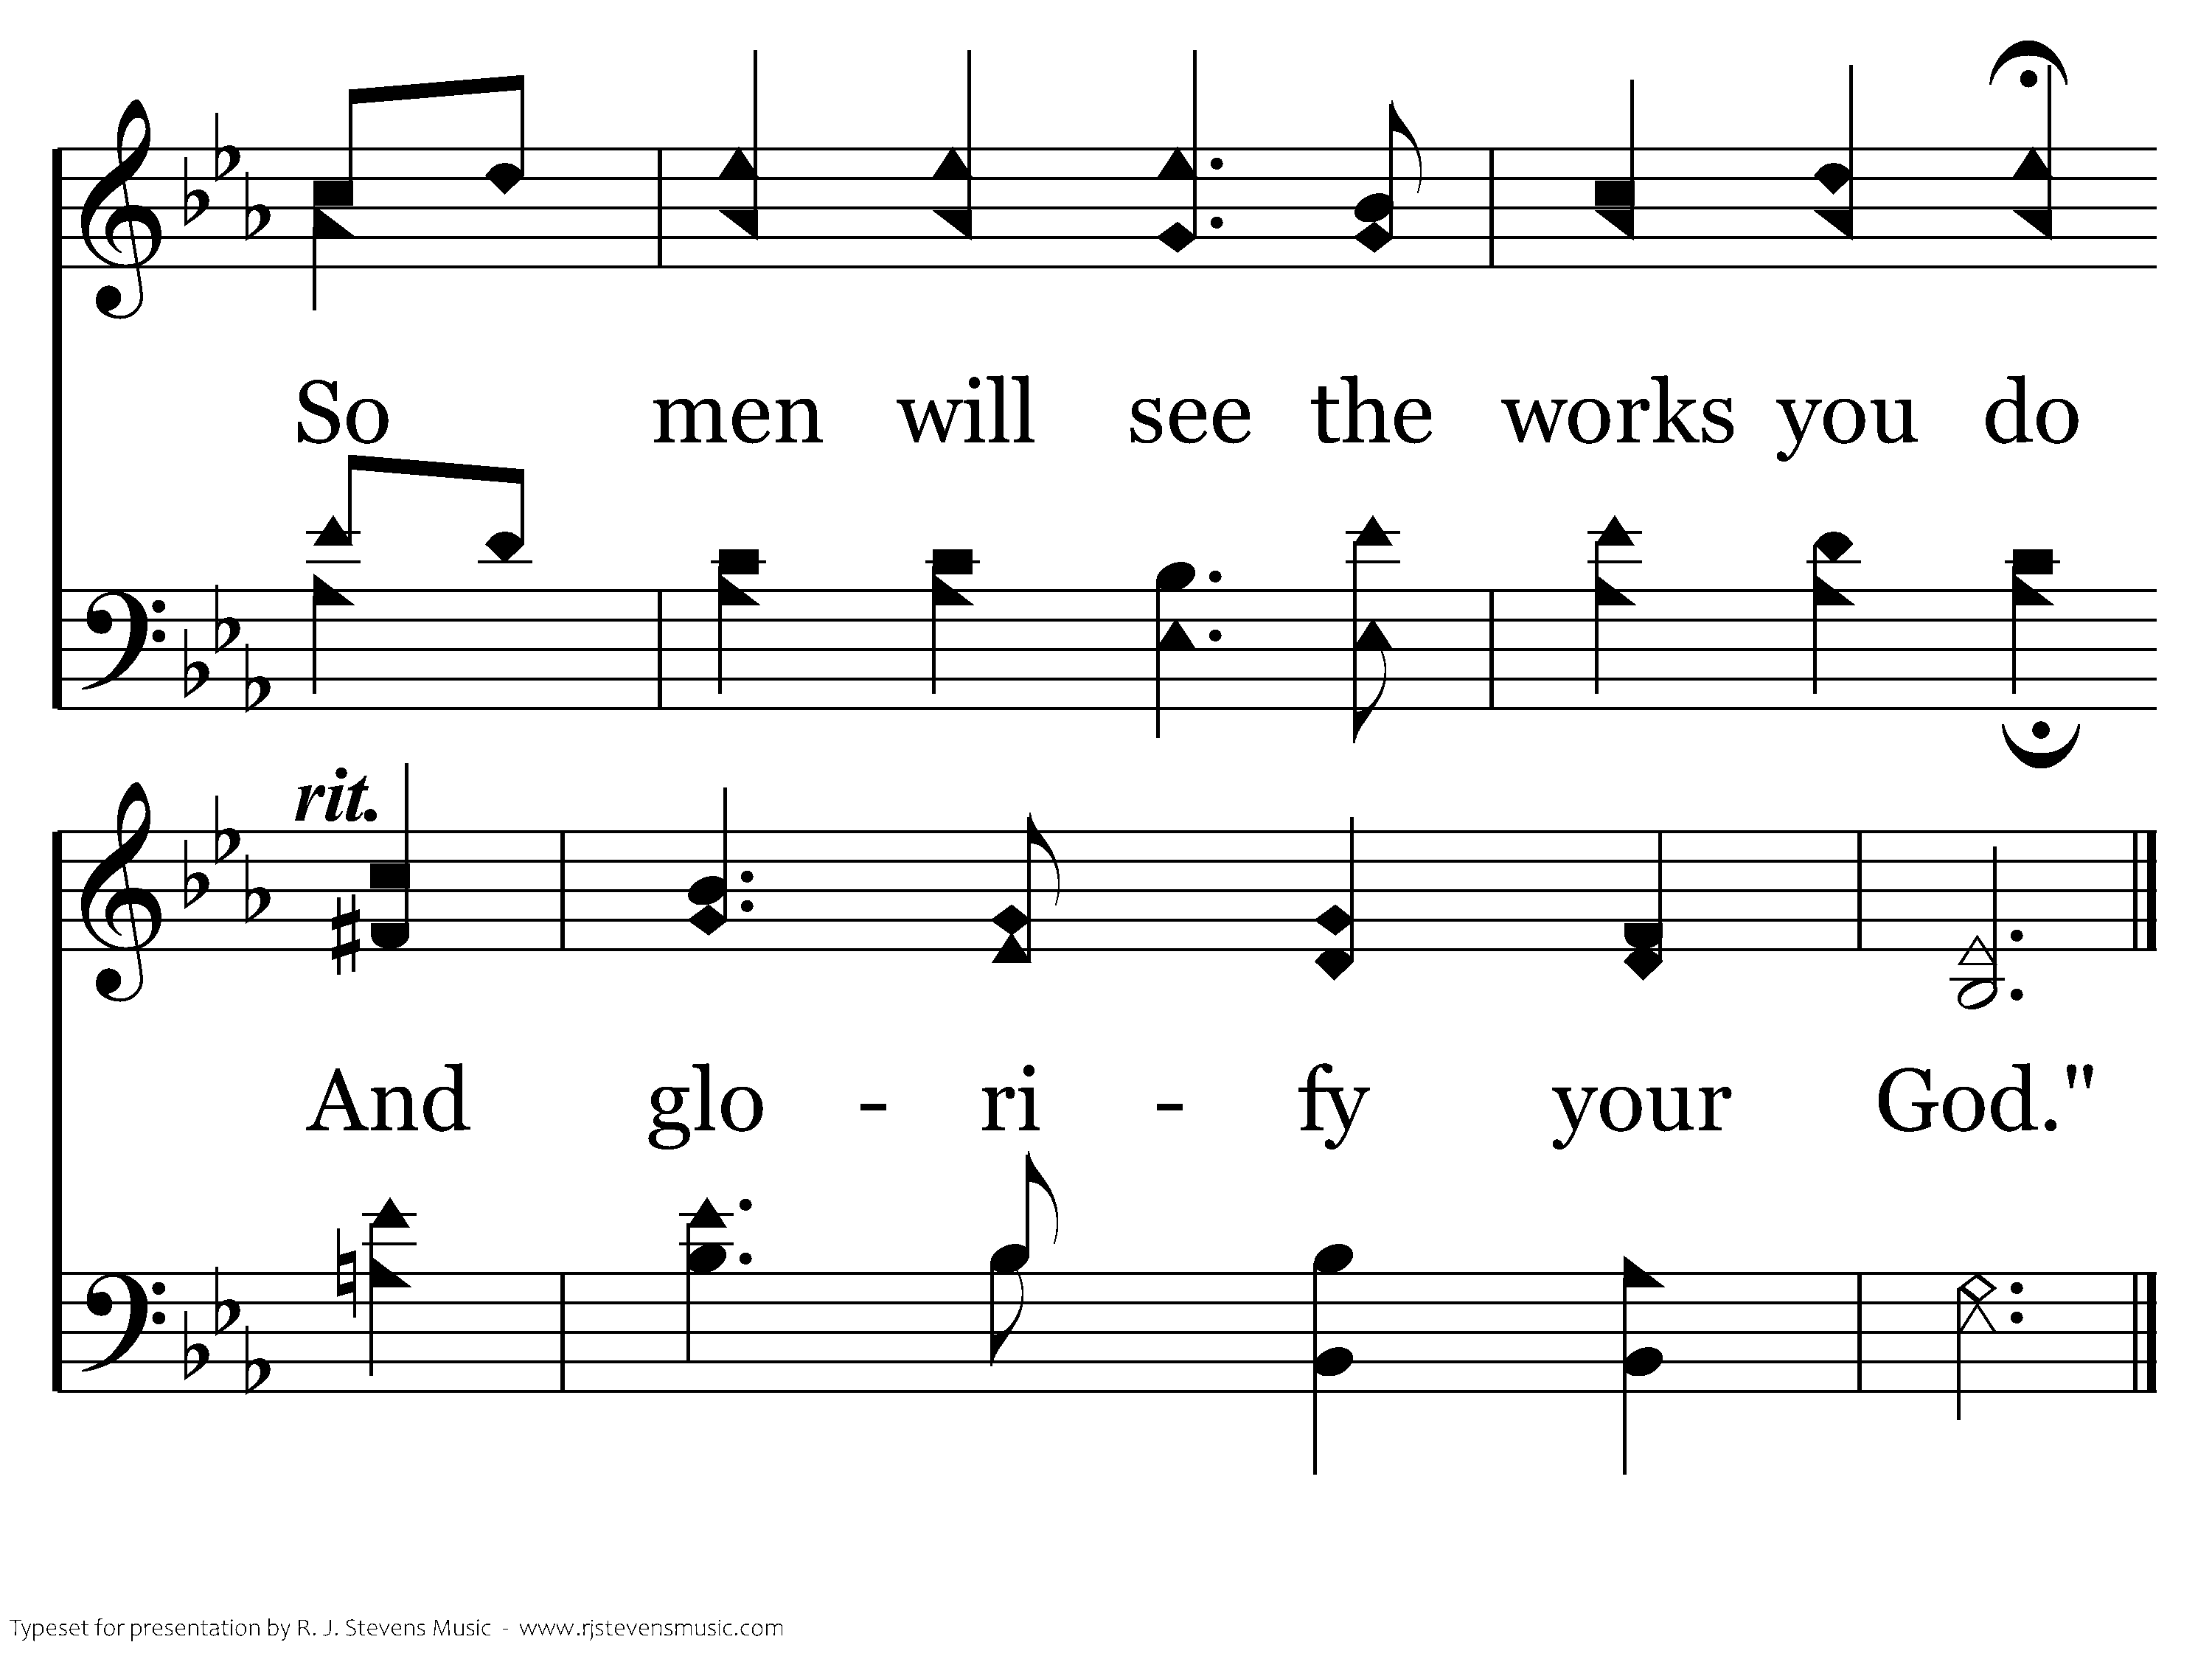 So men will see the works you do
rit.
And glo - ri - fy your God."
Typeset for presentation by R. J. Stevens Music - www.rjstevensmusic.com